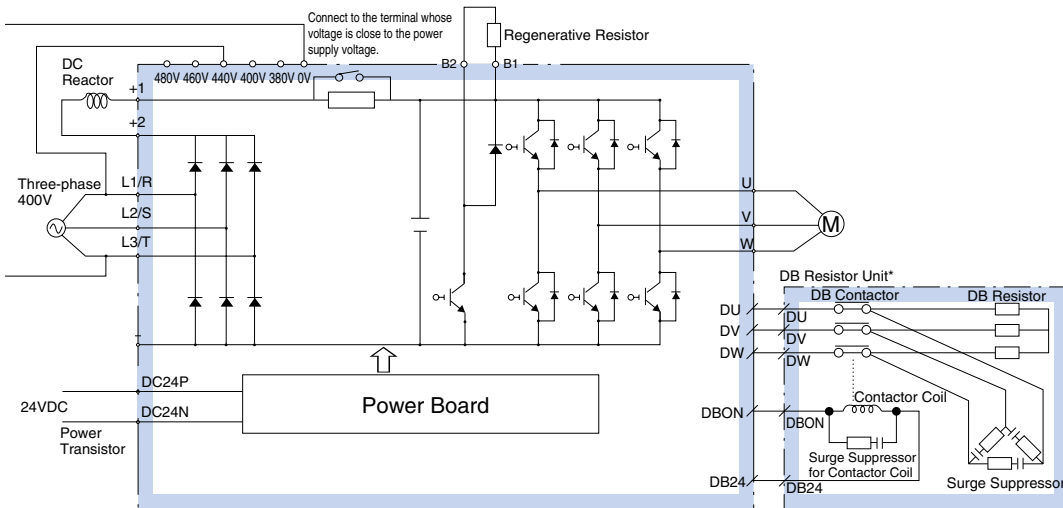 Connect to the terminal whose
voltage is close to the power
supply voltage.
Regenerative Resistor
DC
Reactor
480V 460V 440V 400V 380V 0V
B2
B1
+1
+2
Three-phase
400V
L1/R
L2/S
L3/T
U
V
W
M
–
DC24P
24VDC
DC24N
Power
Transistor
Power Board
DB Resistor Unit*
DB Contactor
DB Resistor
DU
DU
DV
DV
DW
DW
Contactor Coil
DBON
DBON
Surge Suppressor
for Contactor Coil
Surge Suppressor
DB24
DB24